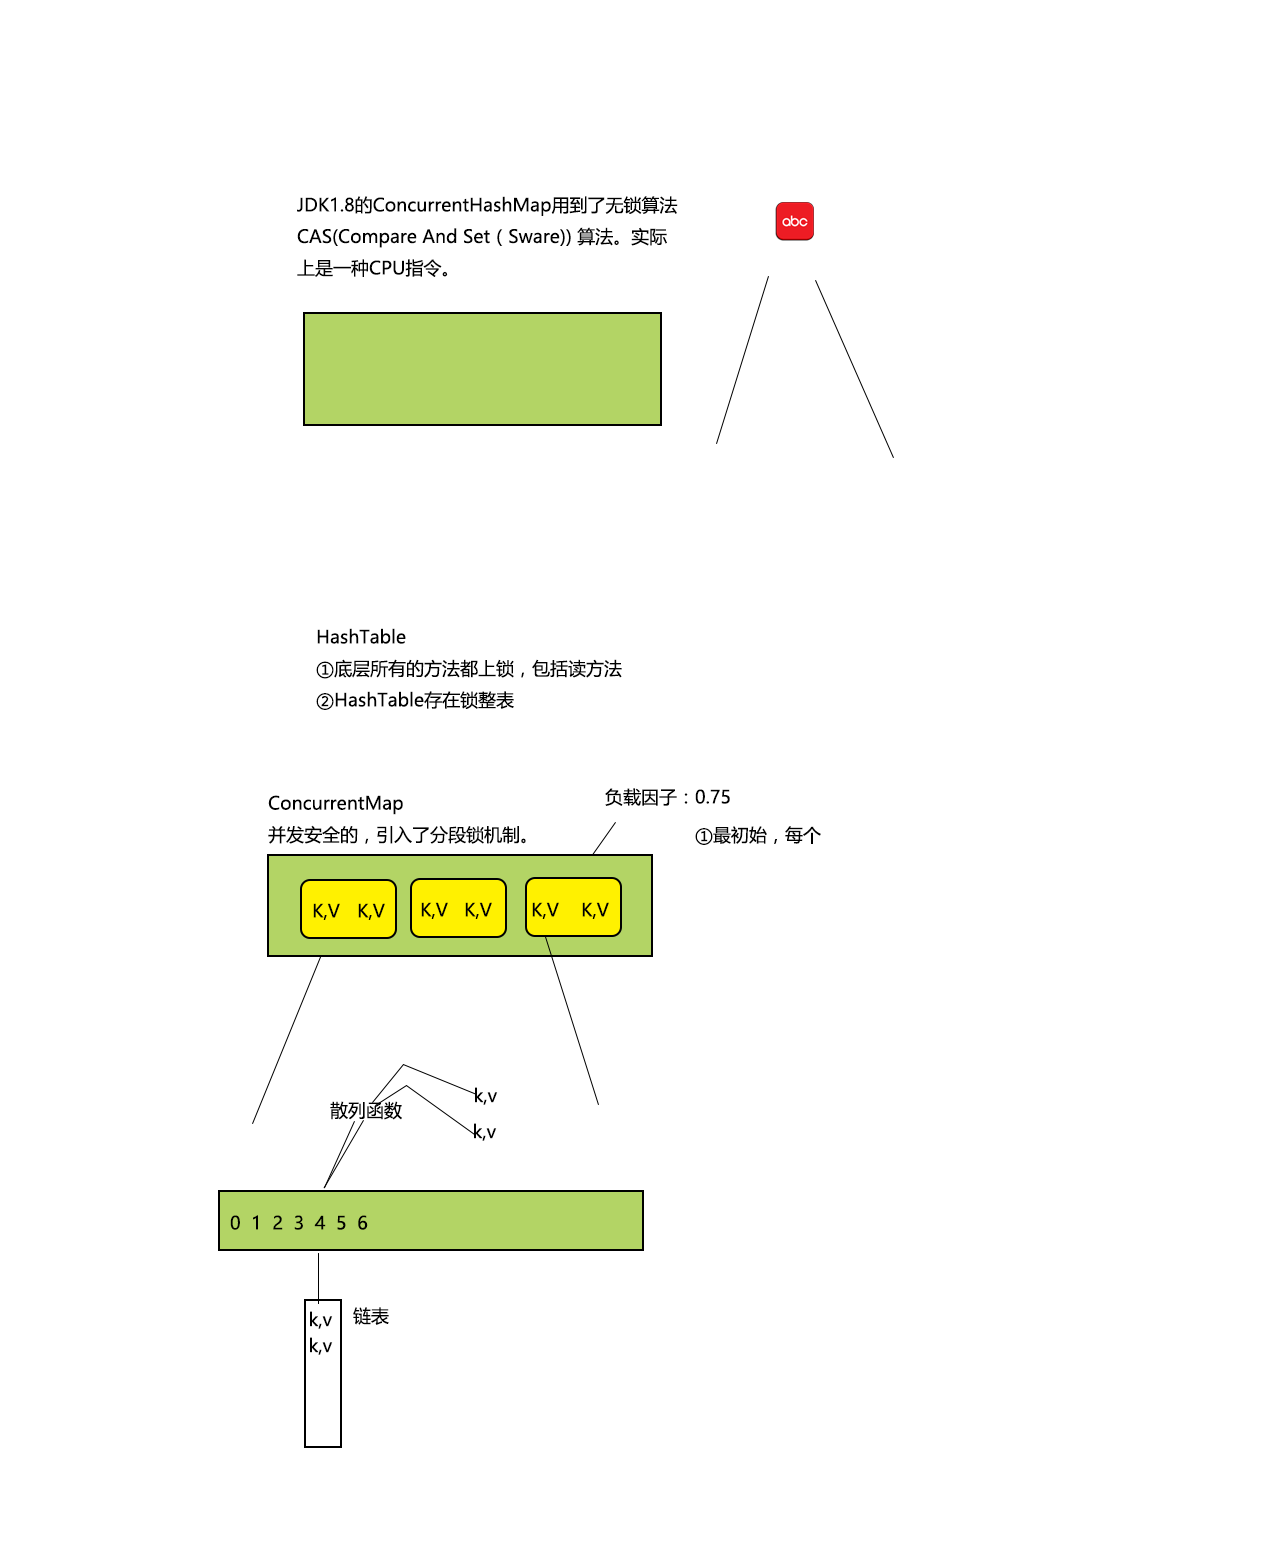 JDK1.8的ConcurrentHashMap用到了无锁算法
CAS(Compare And Set（Sware)) 算法。实际
上是一种CPU指令。
abc
HashTable
①底层所有的方法都上锁，包括读方法
②HashTable存在锁整表
负载因子：0.75
ConcurrentMap
并发安全的，引入了分段锁机制。
①最初始，每个
K,V K,V K,V K,V K,V K,V
k,v
散列函数
k,v
0 1 2 3 4 5 6
链表
k,v
k,v